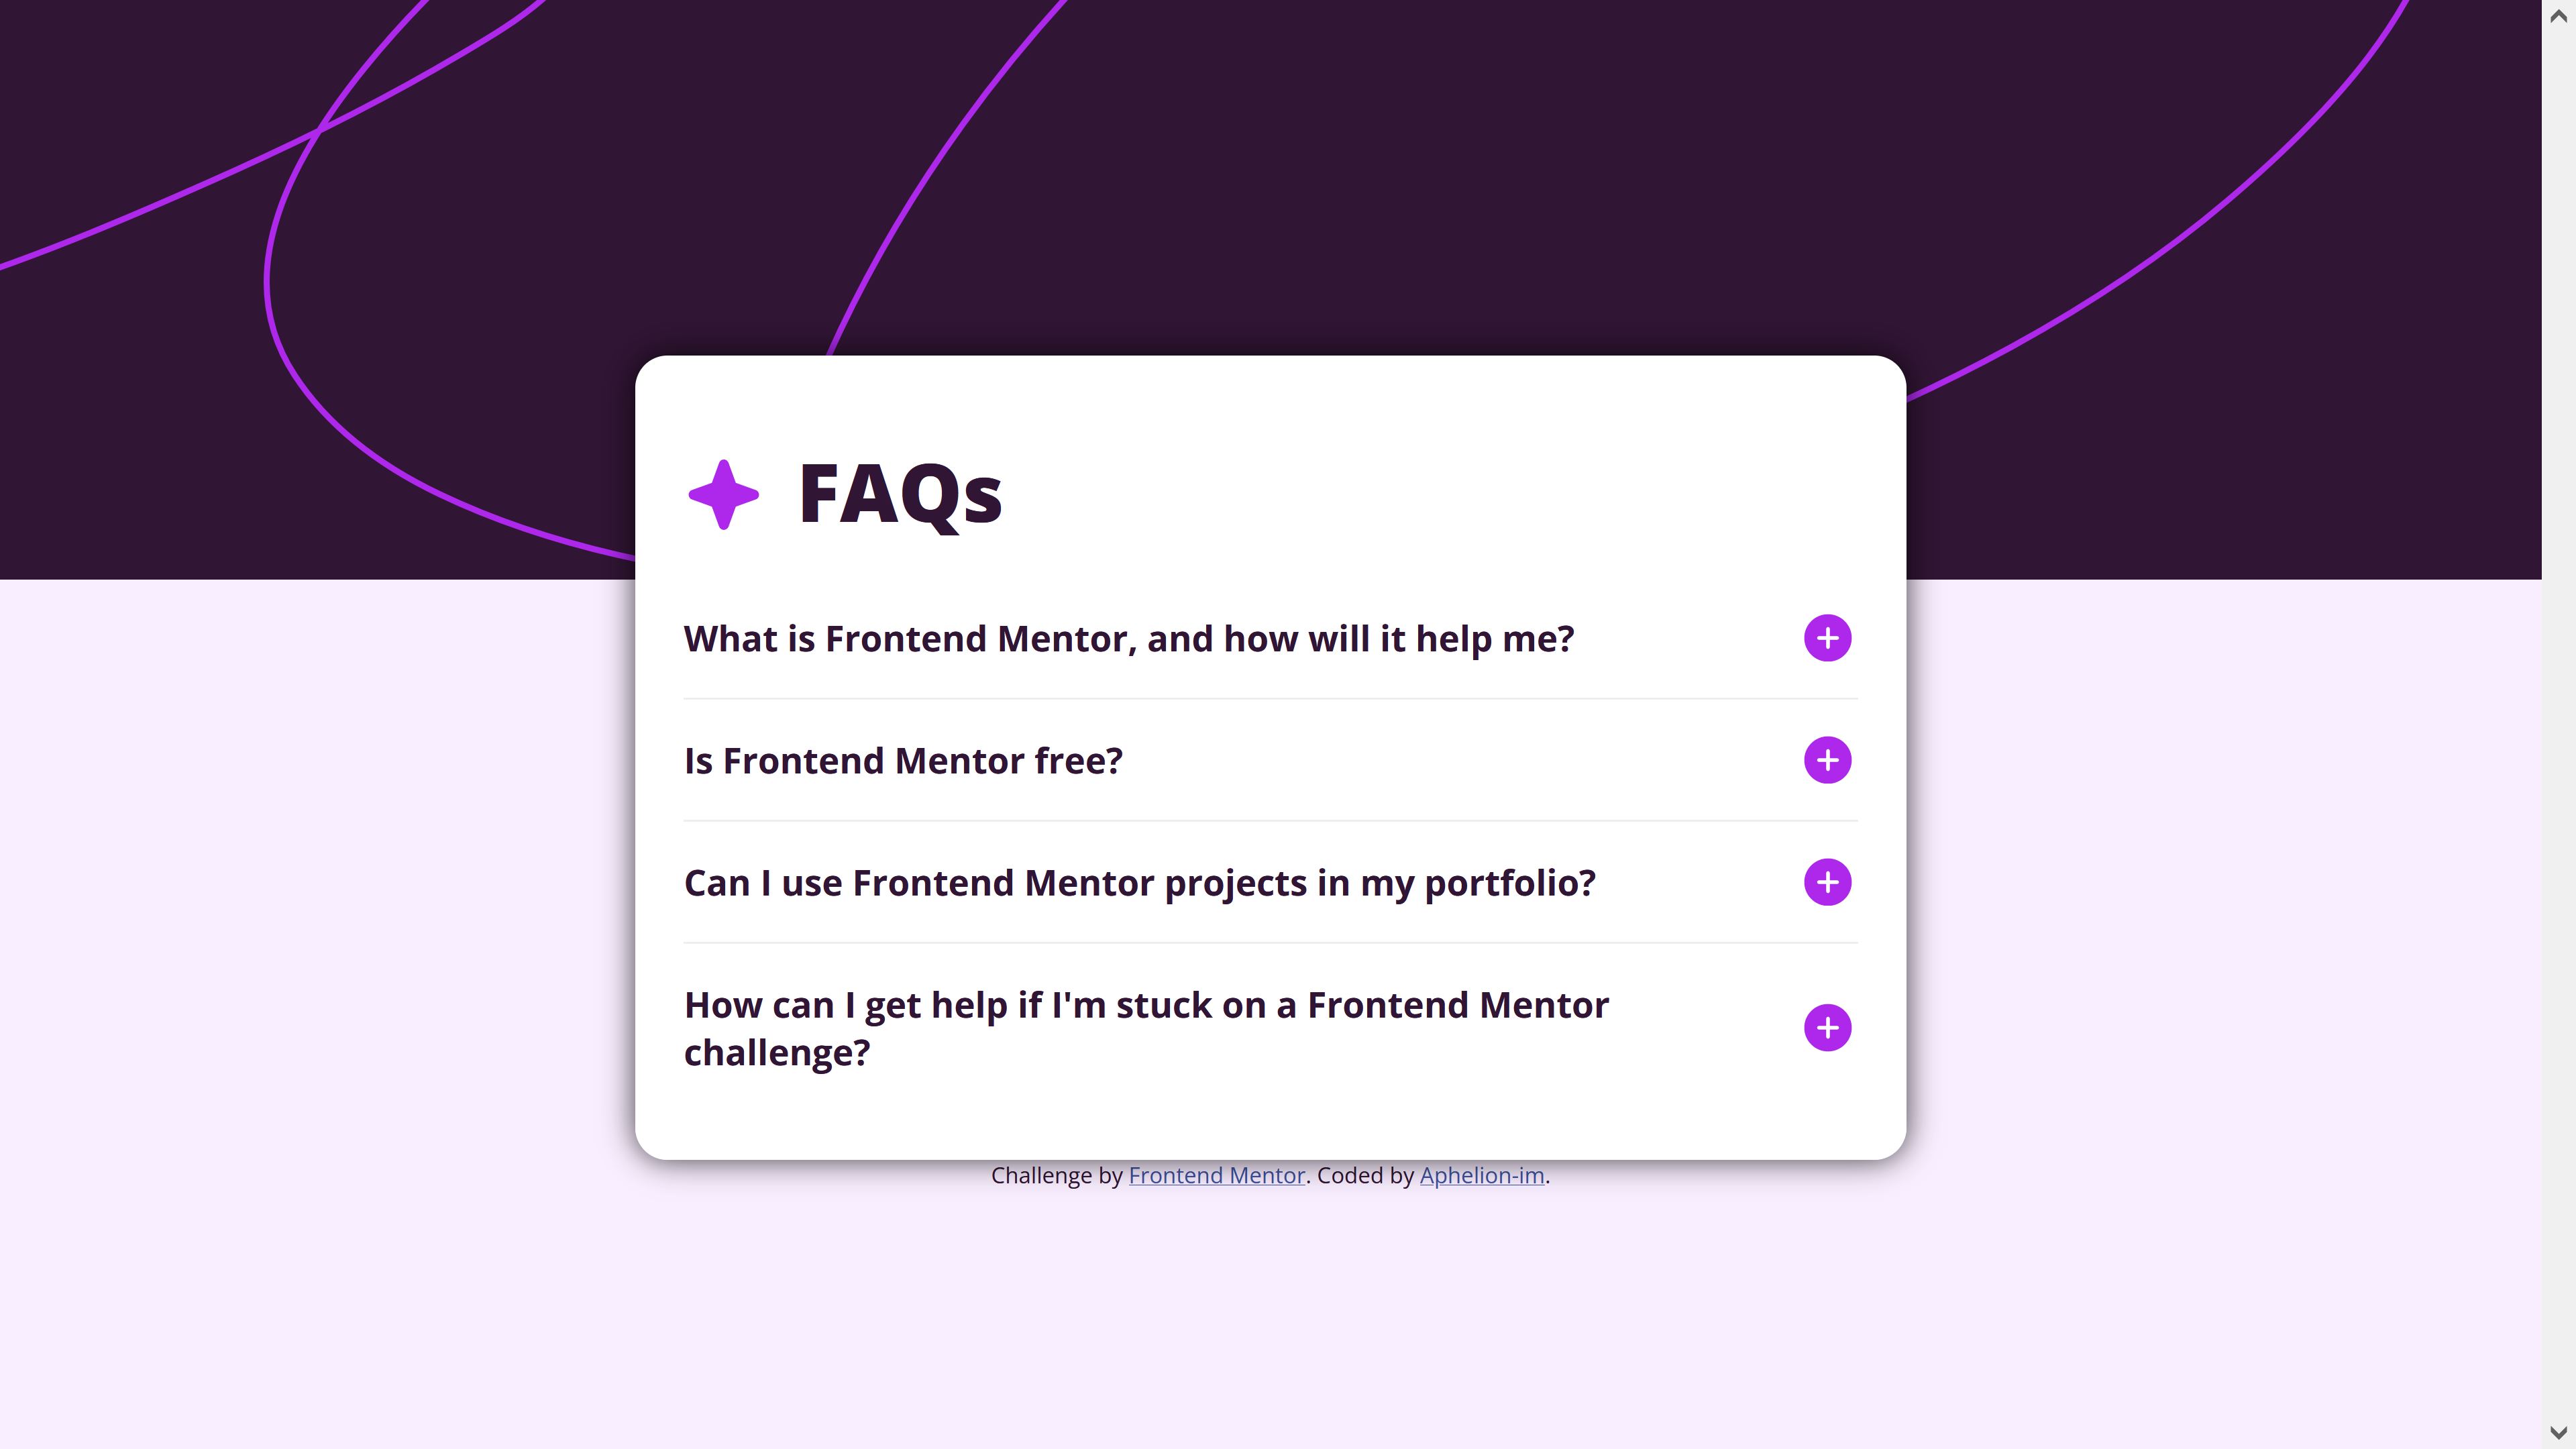 FAQs
What is Frontend Mentor, and how will it help me?
Is Frontend Mentor free?
Can I use Frontend Mentor projects in my portfolio?
How can I get help if I'm stuck on a Frontend Mentor
challenge?
Challenge by Frontend Mentor. Coded by Aphelion-im.